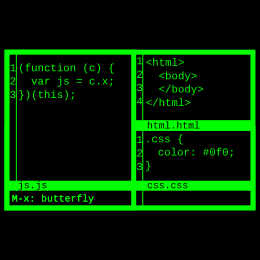 1 (function (c) {
2   var js = c.x;
3 })(this);
js.js
1 <html>
2   <body>
3   </body>
4 </html>
html.html
1 .css {
2   color: #0f0;
3 }
css.css
M-x: butterfly